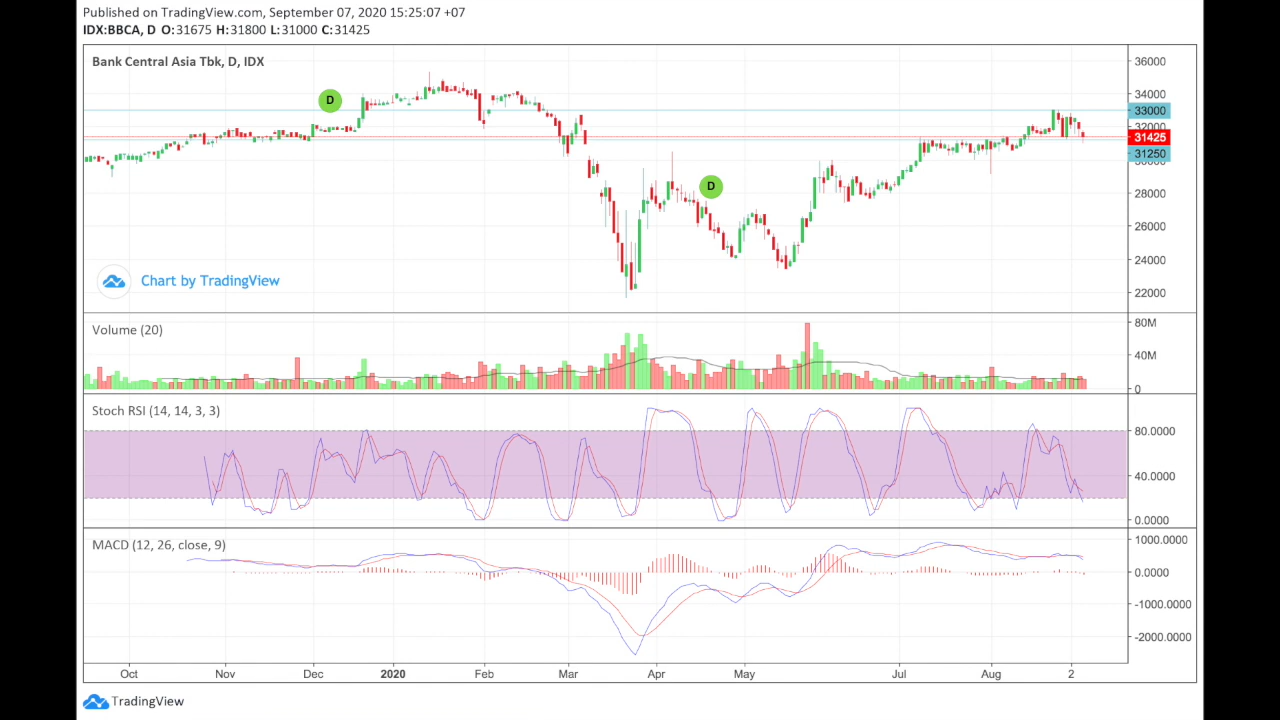 Published on TradingView.com, September 07, 2020 15:25:07 +07
IDX:BBCA, D O:31675 H:31800 L:31000 C:31425
Bank Central Asia Tbk, D, IDX
36000
34000
33000
32000
31425
31250
30000
28000
26000
24000
22000
D
D
Chart by TradingView
Volume (20)
80M
40M
0
Stoch RSI (14, 14, 3, 3)
80.0000
40.0000
0.0000
MACD (12, 26, close, 9)
1000.0000
0.0000
-1000.0000
-2000.0000
Oct Nov Dec 2020 Feb Mar Apr May Jul Aug 2
TradingView